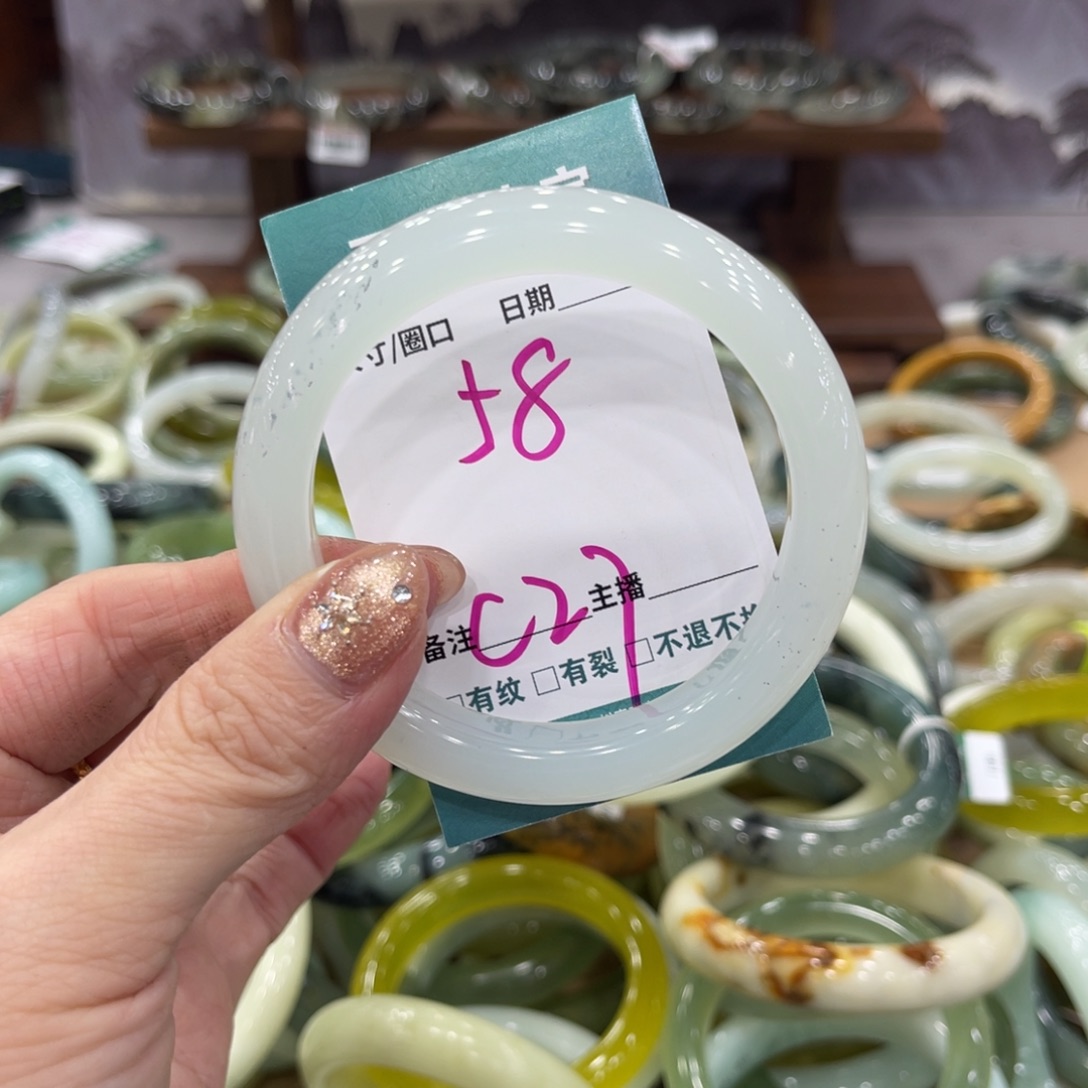 寸/圈口 日期
58
C27
备注 主播
□有纹 □有裂 □不退不